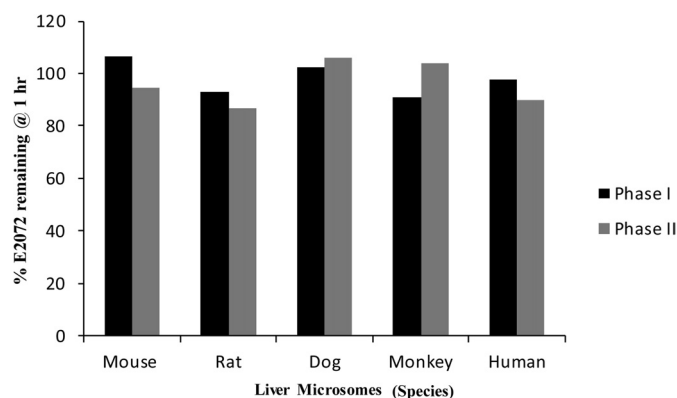 120
100
80
60
40
20
0
% E2072 remaining @ 1 hr
Mouse Rat Dog Monkey Human
Liver Microsomes (Species)
Phase I
Phase II